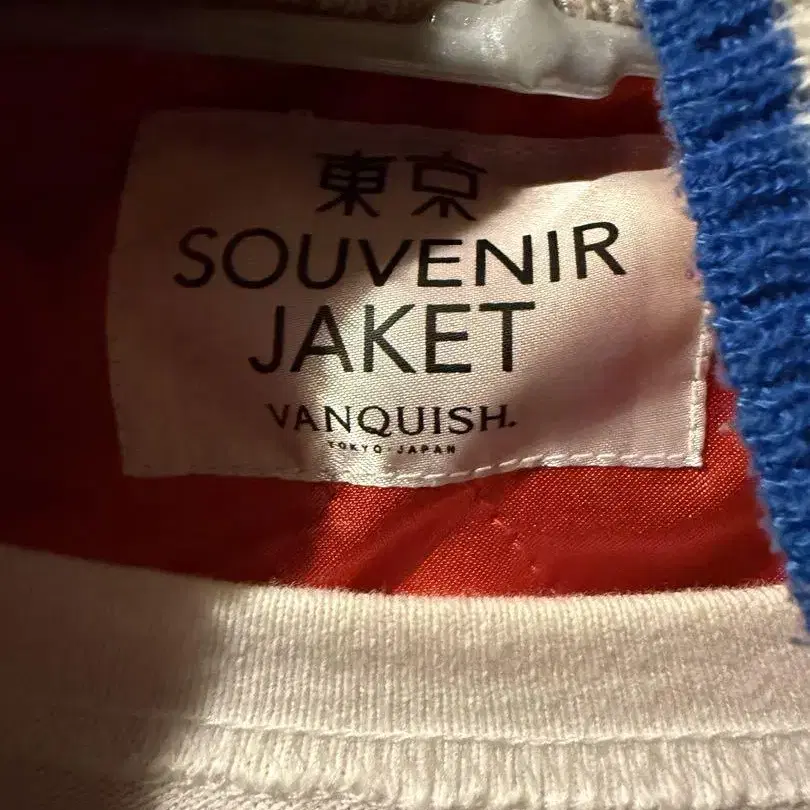 東京
SOUVENIR
JAKET
VANQUISH.
TOKYO·JAPAN